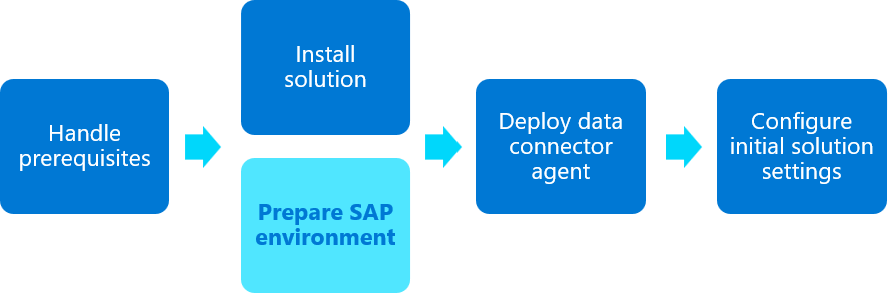 Handle
prerequisites
Install
solution
Prepare SAP
environment
Deploy data
connector
agent
Configure
initial solution
settings